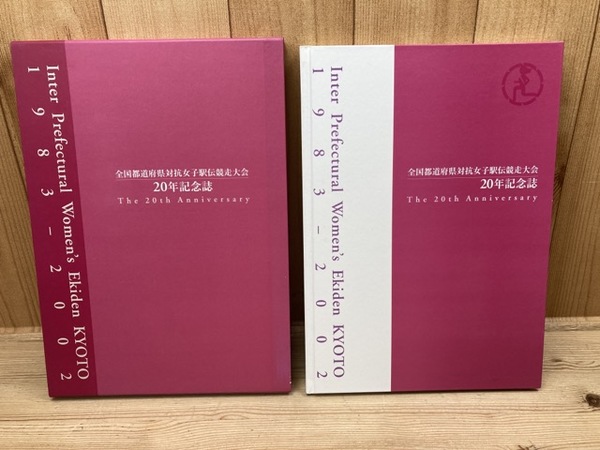 Inter Prefectural Women's Ekiden KYOTO
1983-2002
全国都道府県対抗女子駅伝競走大会
20年記念誌
The 20th Anniversary
Inter Prefectural Women's Ekiden KYOTO
1983-2002
全国都道府県対抗女子駅伝競走大会
20年記念誌
The 20th Anniversary